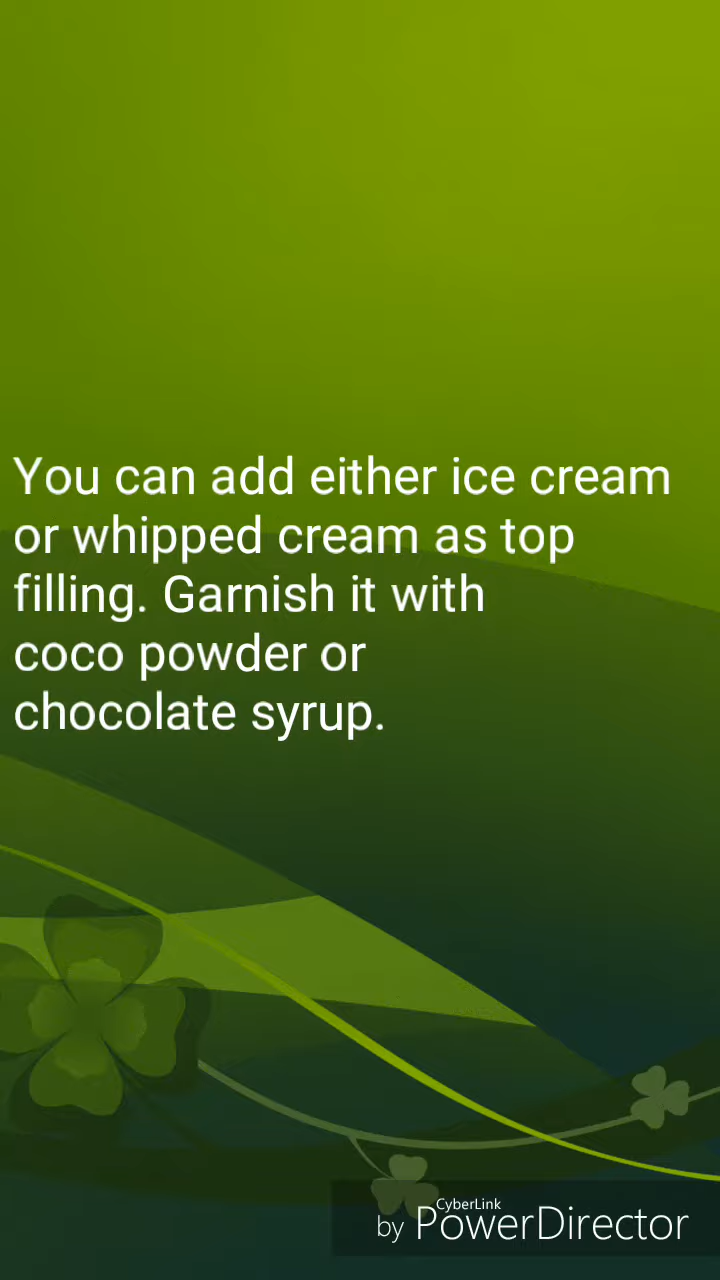 You can add either ice cream
or whipped cream as top
filling. Garnish it with
coco powder or
chocolate syrup.
CyberLink
by PowerDirector